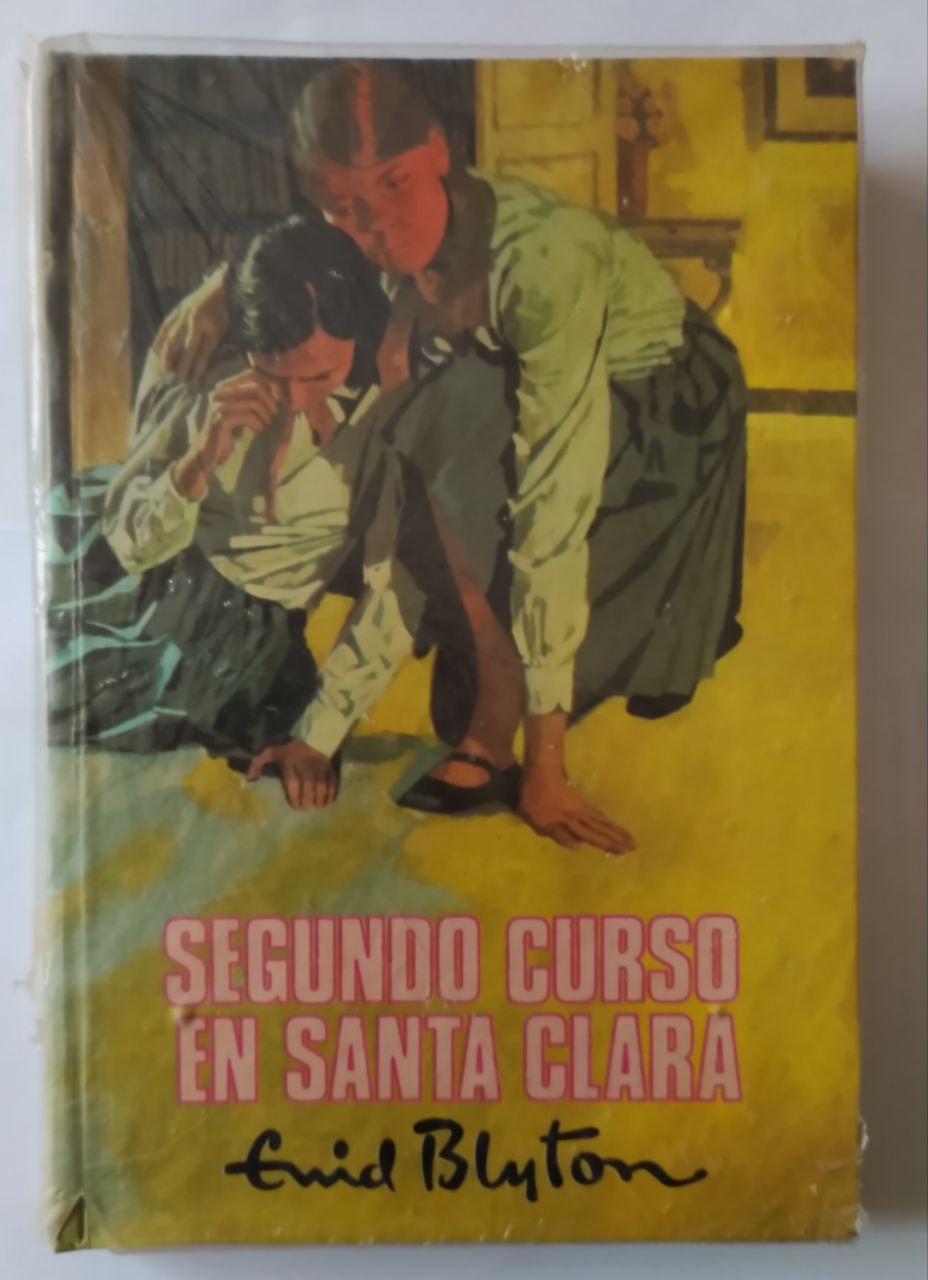 SEGUNDO CURSO
EN SANTA CLARA
Enid Blyton